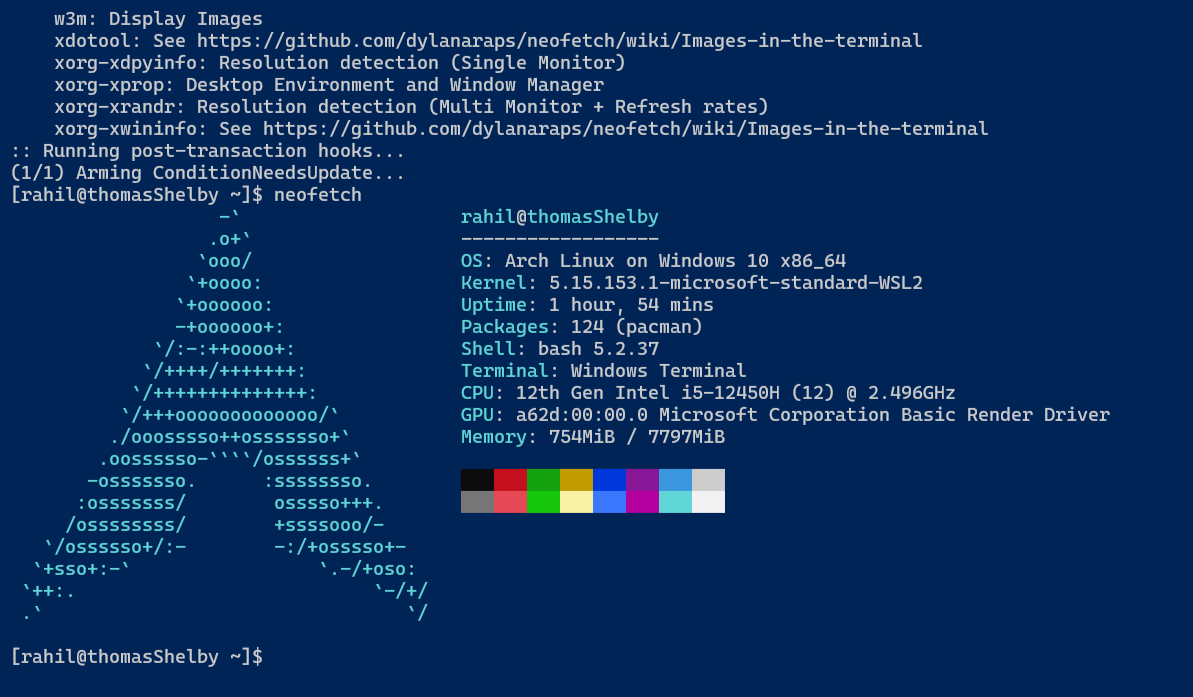 w3m: Display Images
xdotool: See https://github.com/dylanaraps/neofetch/wiki/Images-in-the-terminal
xorg-xdpyinfo: Resolution detection (Single Monitor)
xorg-xprop: Desktop Environment and Window Manager
xorg-xrandr: Resolution detection (Multi Monitor + Refresh rates)
xorg-xwininfo: See https://github.com/dylanaraps/neofetch/wiki/Images-in-the-terminal
:: Running post-transaction hooks...
(1/1) Arming ConditionNeedsUpdate...
[rahil@thomasShelby ~]$ neofetch
                   -`                    rahil@thomasShelby
                  .o+`                   ------------------
                 `ooo/                   OS: Arch Linux on Windows 10 x86_64
                `+oooo:                  Kernel: 5.15.153.1-microsoft-standard-WSL2
               `+oooooo:                 Uptime: 1 hour, 54 mins
               -+oooooo+:                Packages: 124 (pacman)
             `/:-:++oooo+:               Shell: bash 5.2.37
            `/++++/+++++++:              Terminal: Windows Terminal
           `/++++++++++++++:             CPU: 12th Gen Intel i5-12450H (12) @ 2.496GHz
          `/+++ooooooooooooo/`           GPU: a62d:00:00.0 Microsoft Corporation Basic Render Driver
         ./ooosssso++osssssso+`          Memory: 754MiB / 7797MiB
        .oossssso-````/ossssss+`
       -osssssso.      :ssssssso.
      :osssssss/        osssso+++.
     /ossssssss/        +ssssooo/-
   `/ossssso+/:-        -:/+osssso+-
  `+sso+:-`                 `.-/+oso:
 `++:.                           `-/+/
 .`                                 `/
[rahil@thomasShelby ~]$